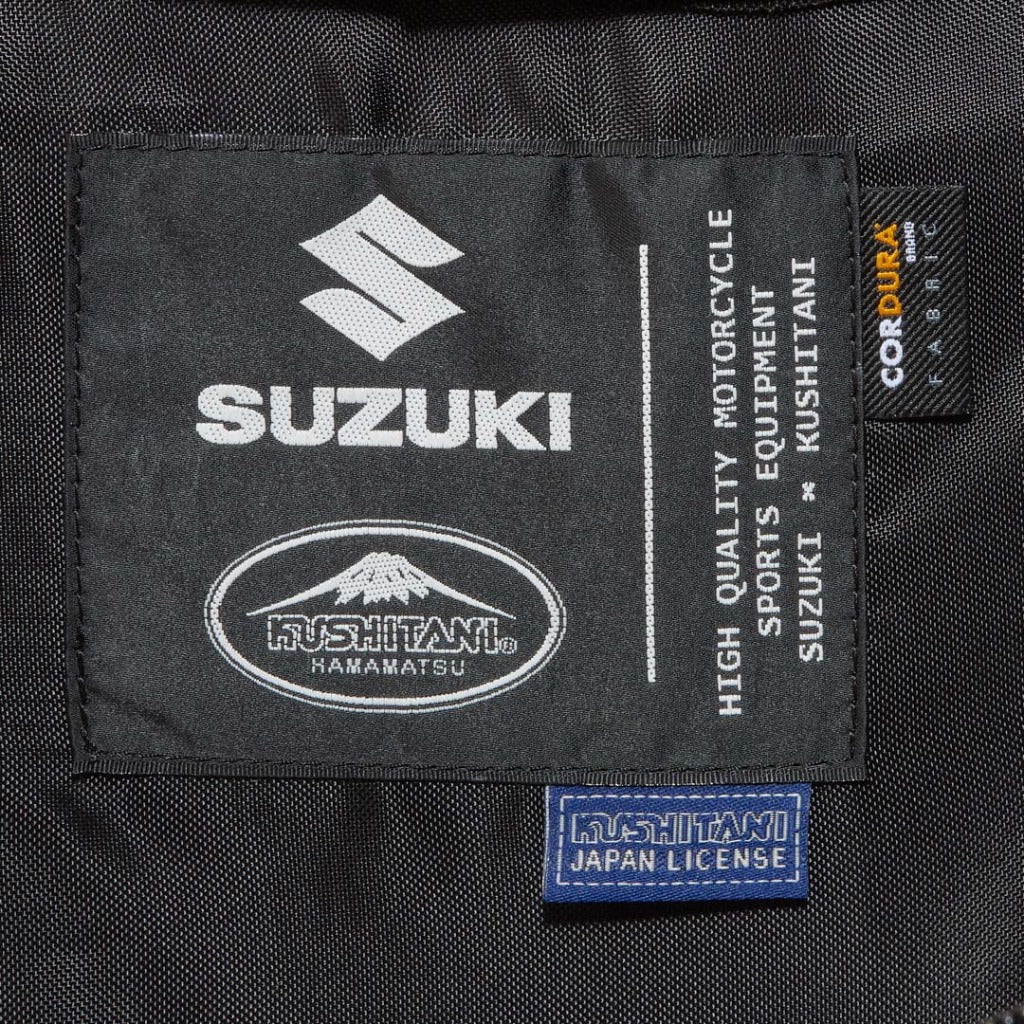 SUZUKI
KUSHITANI®
HAMAMATSU
HIGH QUALITY MOTORCYCLE
SPORTS EQUIPMENT
SUZUKI × KUSHITANI
CORDURA® BRAND
FABRIC
KUSHITANI
JAPAN LICENSE